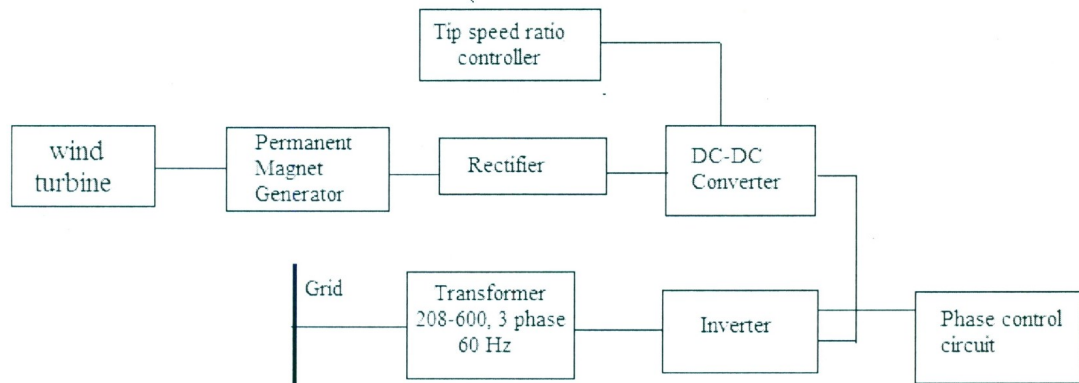 Tip speed ratio
controller
wind
turbine
Permanent
Magnet
Generator
Rectifier
DC-DC
Converter
Grid
Transformer
208-600, 3 phase
60 Hz
Inverter
Phase control
circuit